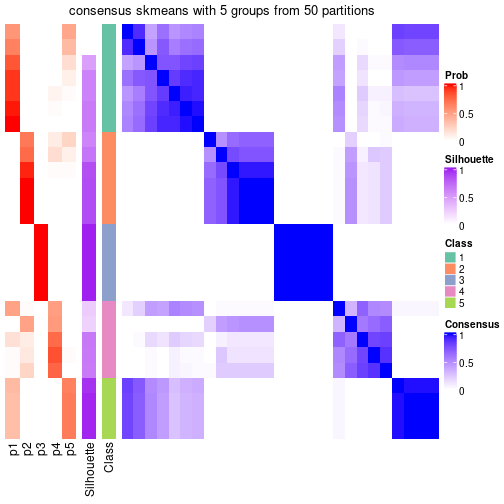 consensus skmeans with 5 groups from 50 partitions
Prob
1
0.5
0
Silhouette
1
0.5
0
Class
1
2
3
4
5
Consensus
1
0.5
0
p1
p2
p3
p4
p5
Silhouette
Class